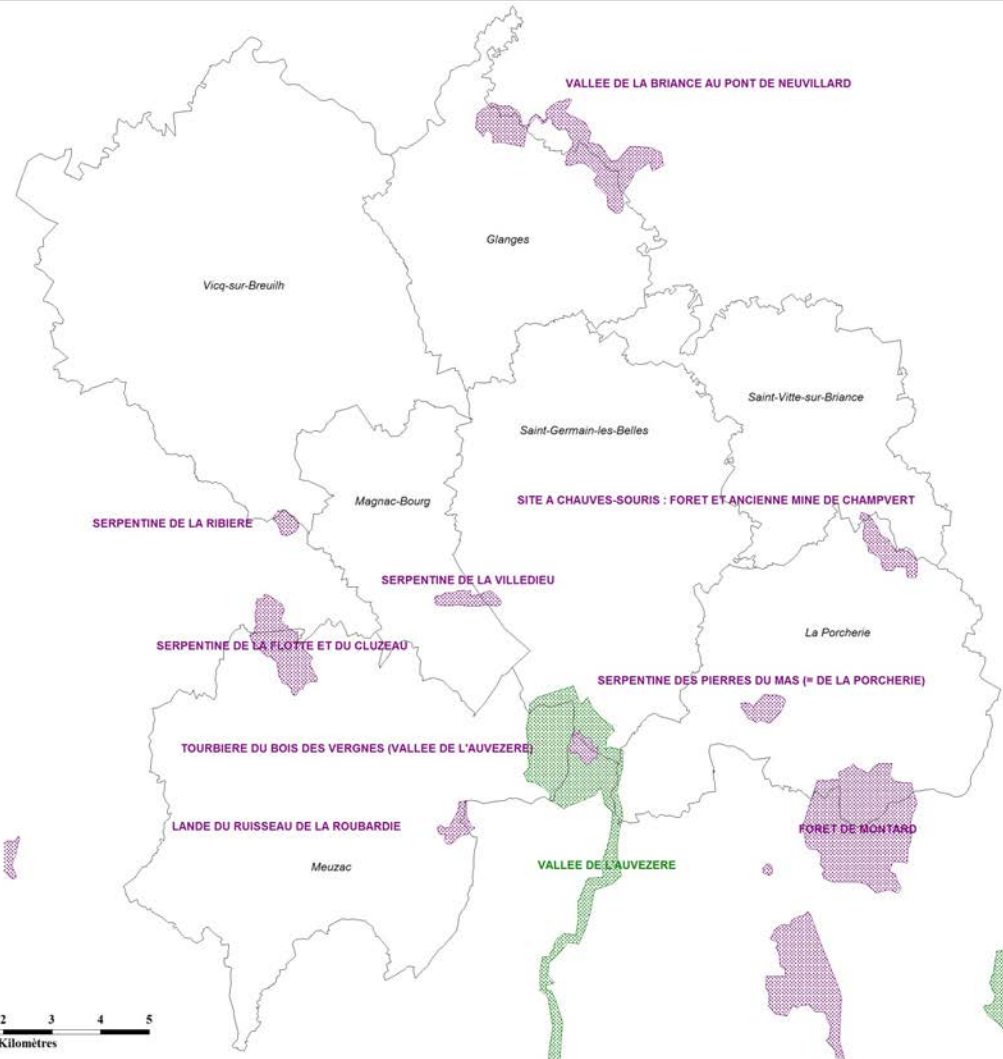 VALLEE DE LA BRIANCE AU PONT DE NEUVILLARD
Glanges
Vicq-sur-Breuilh
Saint-Vitte-sur-Briance
Saint-Germain-les-Belles
Magnac-Bourg
SITE A CHAUVES-SOURIS : FORET ET ANCIENNE MINE DE CHAMPVERT
SERPENTINE DE LA RIBIERE
SERPENTINE DE LA VILLEDIEU
La Porcherie
SERPENTINE DE LA FLOTTE ET DU CLUZEAU
SERPENTINE DES PIERRES DU MAS (= DE LA PORCHERIE)
TOURBIERE DU BOIS DES VERGNES (VALLEE DE L'AUVEZERE)
LANDE DU RUISSEAU DE LA ROUBARDIE
FORET DE MONTARD
Meuzac
VALLEE DE L'AUVEZERE
2 3 4 5
Kilomètres